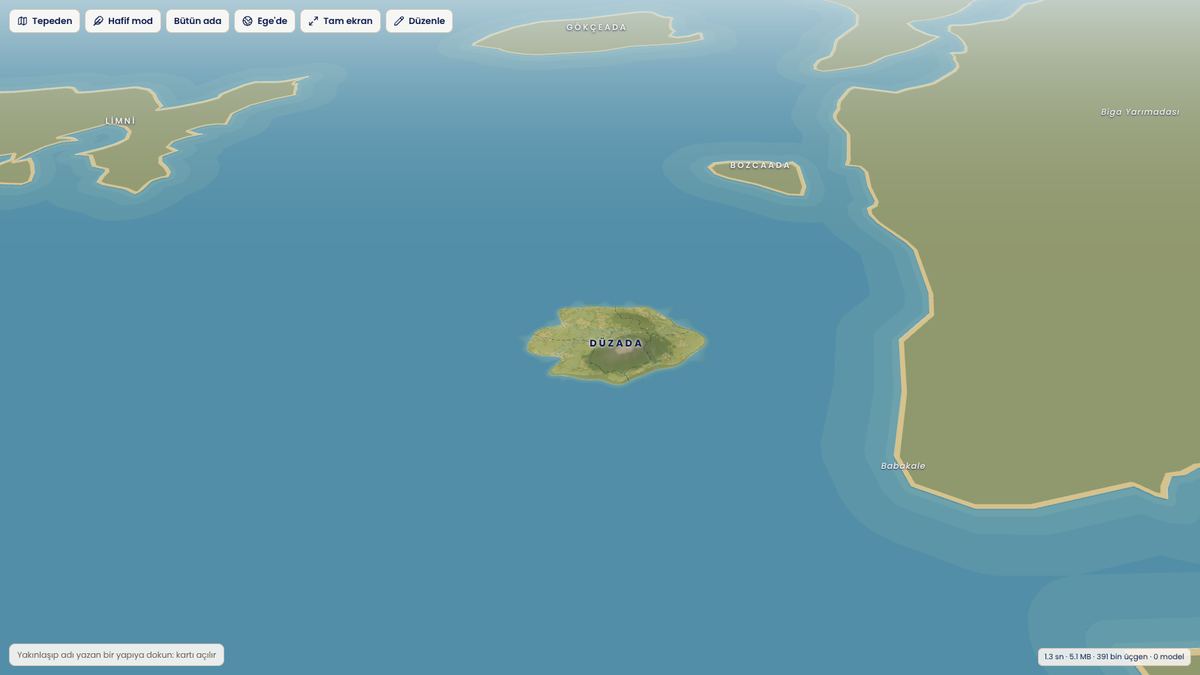 Tepeden
Hafif mod
Bütün ada
Ege'de
Tam ekran
Düzenle
GÖKÇEADA
Biga Yarımadası
LİMNİ
BOZCAADA
DÜZADA
Babakale
Yakınlaşıp adı yazan bir yapıya dokun: kartı açılır
1.3 sn · 5.1 MB · 391 bin üçgen · 0 model